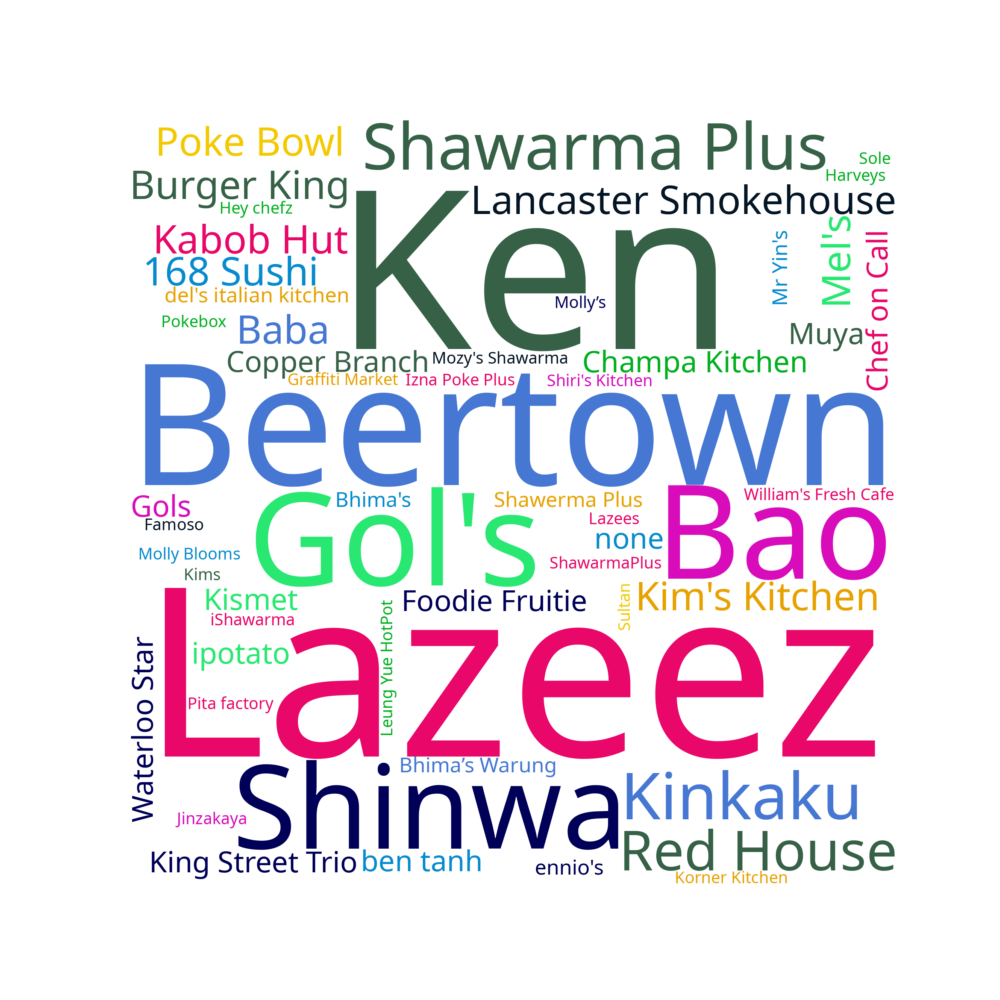 Poke Bowl
Shawarma Plus
Sole
Burger King
Harveys
Hey chefz
Ken
Lancaster Smokehouse
Kabob Hut
Mel's
Mr Yin's
Chef on Call
168 Sushi
del's italian kitchen
Molly’s
Pokebox
Baba
Muya
Copper Branch
Mozy's Shawarma
Champa Kitchen
Graffiti Market
Izna Poke Plus
Shiri's Kitchen
Beertown
Gols
Bhima's
Shawerma Plus
William's Fresh Cafe
Famoso
Gol's
Lazees
Bao
none
Molly Blooms
ShawarmaPlus
Kims
Kismet
Foodie Fruitie
Sultan
Kim's Kitchen
iShawarma
Leung Yue HotPot
Lazeez
ipotato
Waterloo Star
Pita factory
Bhima’s Warung
Shinwa
Kinkaku
Jinzakaya
King Street Trio
ben tanh
ennio's
Red House
Korner Kitchen